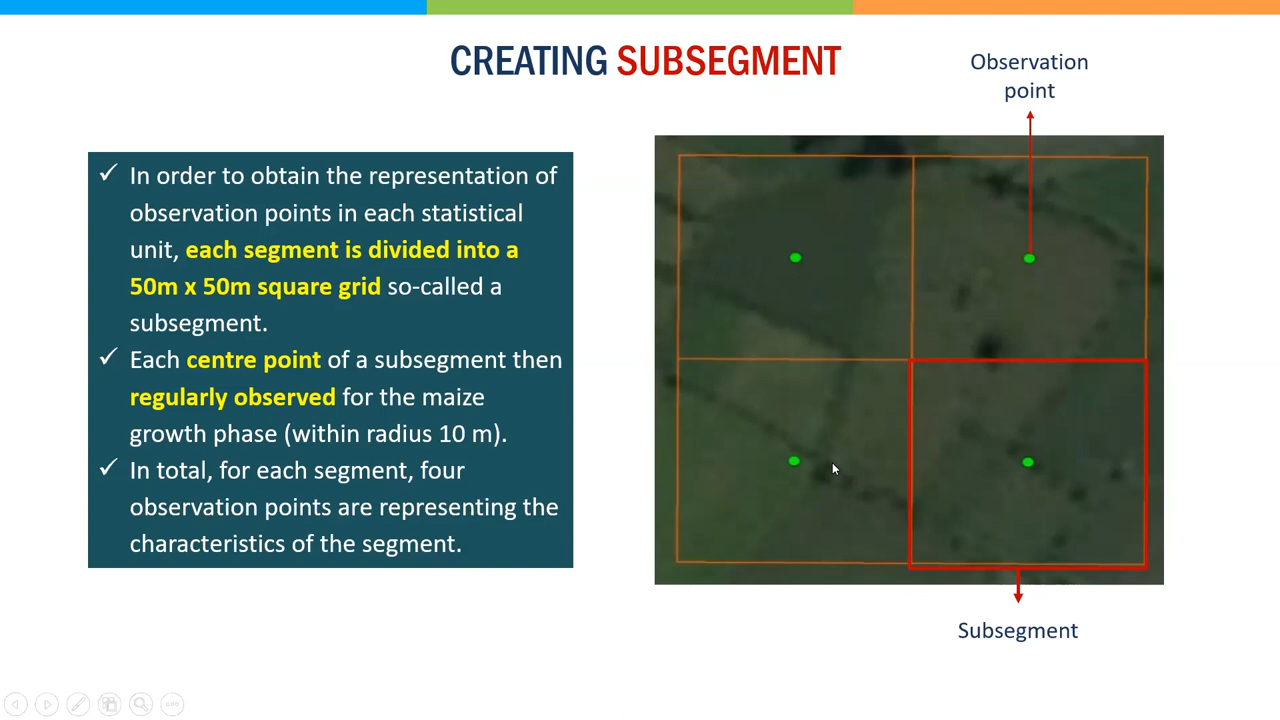 CREATING SUBSEGMENT
Observation
point
✓ In order to obtain the representation of
observation points in each statistical
unit, each segment is divided into a
50m x 50m square grid so-called a
subsegment.
✓ Each centre point of a subsegment then
regularly observed for the maize
growth phase (within radius 10 m).
✓ In total, for each segment, four
observation points are representing the
characteristics of the segment.
Subsegment